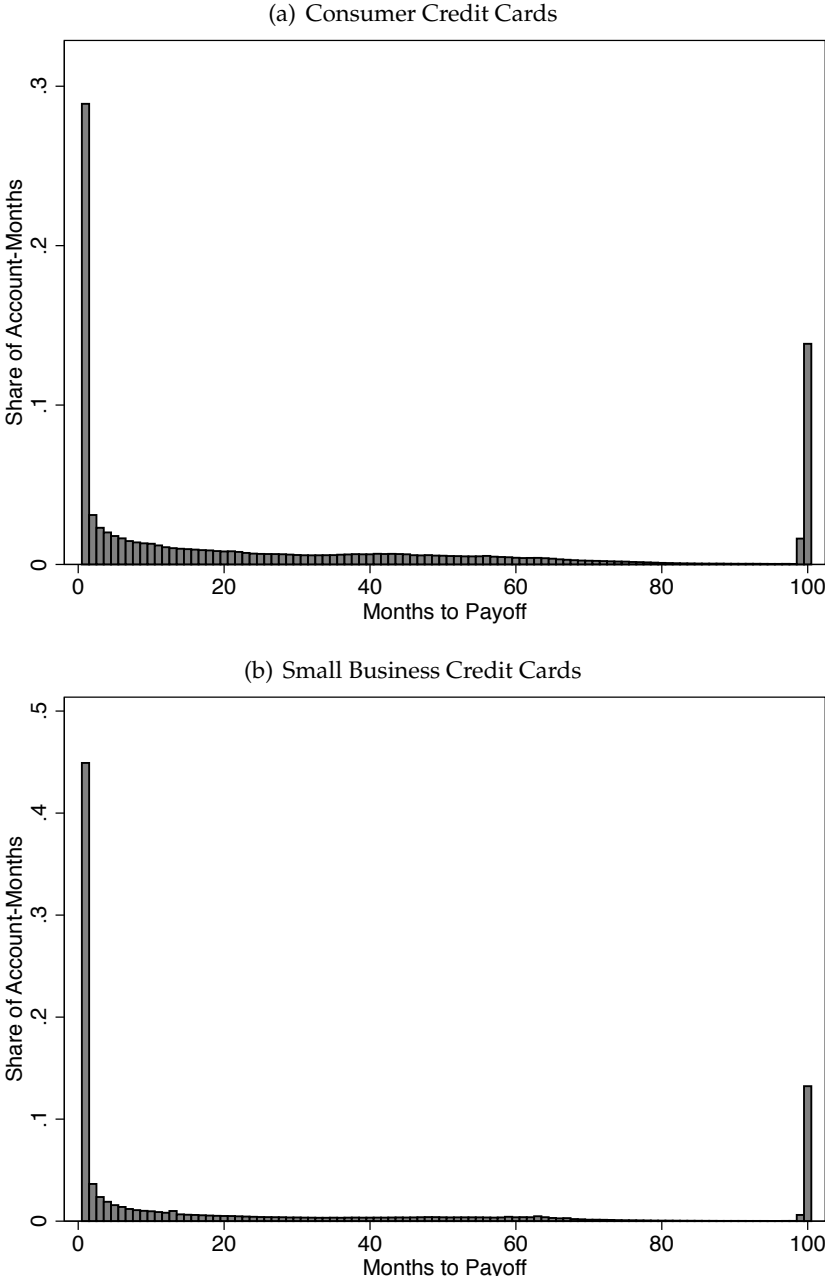 (a) Consumer Credit Cards
.3
.2
.1
0
Share of Account-Months
0 20 40 60 80 100
Months to Payoff
(b) Small Business Credit Cards
.5
.4
.3
.2
.1
0
Share of Account-Months
0 20 40 60 80 100
Months to Payoff